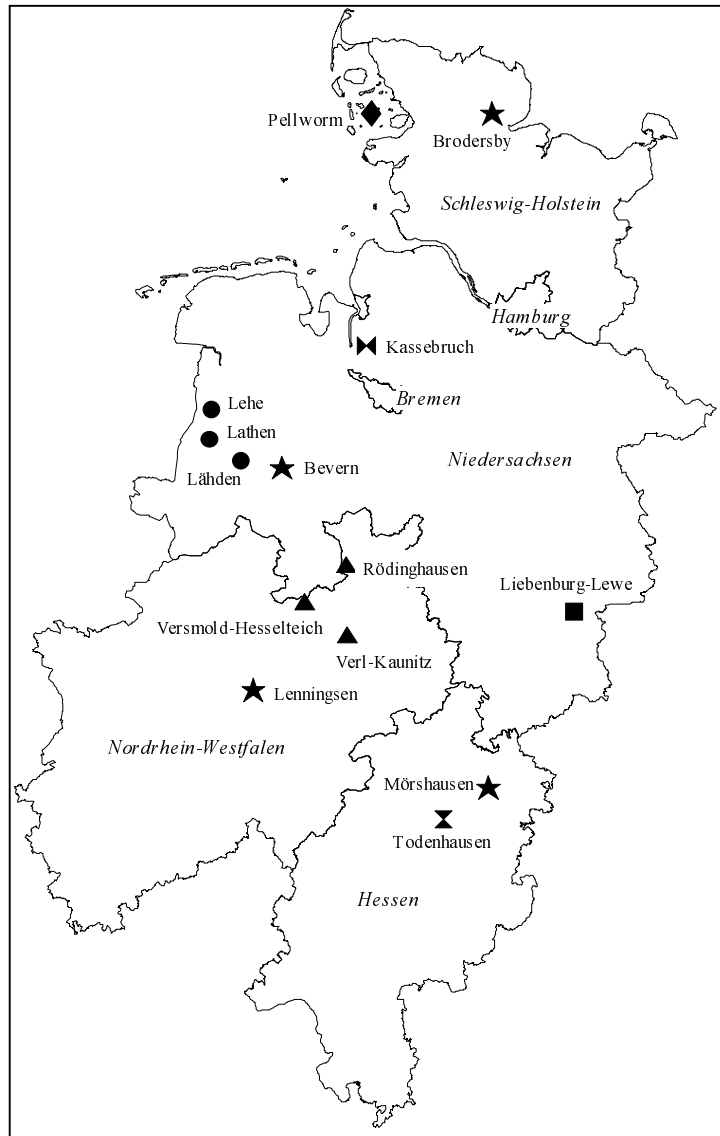 Pellworm
Brodersby
Schleswig-Holstein
Hamburg
Kassebruch
Bremen
Lehe
Lathen
Lähden
Bevern
Niedersachsen
Rödinghausen
Liebenburg-Lewe
Versmold-Hesselteich
Verl-Kaunitz
Lenningsen
Nordrhein-Westfalen
Mörshausen
Todenhausen
Hessen